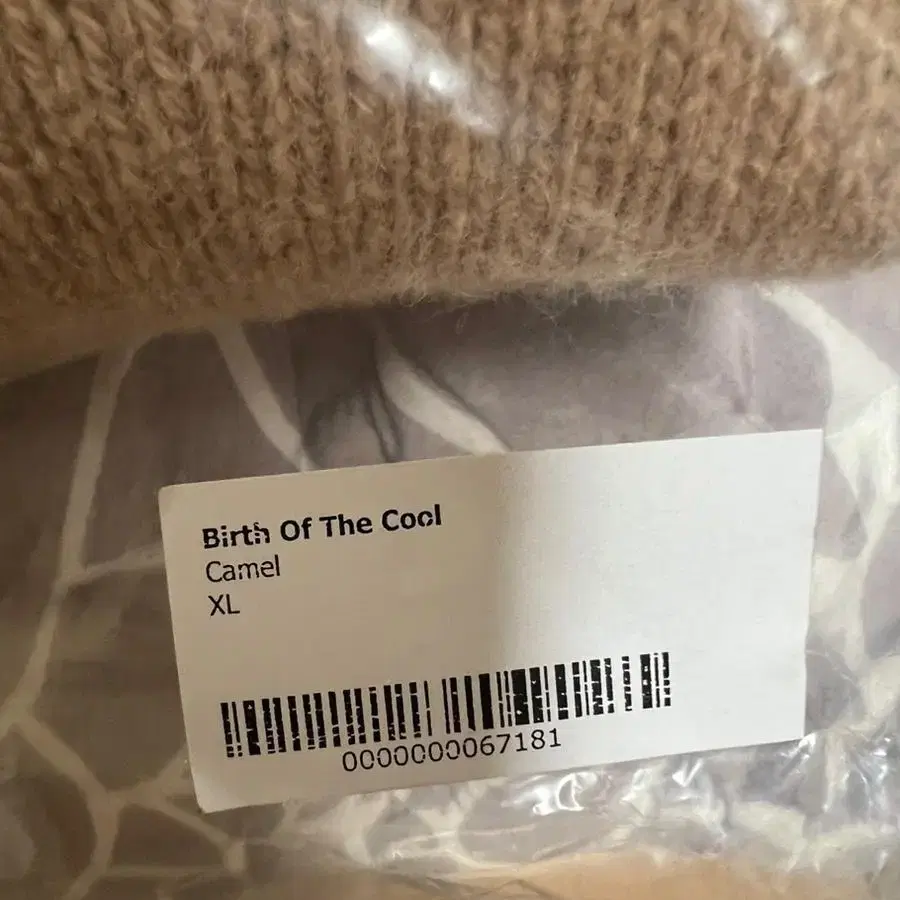 Birth Of The Cool
Camel
XL
0000000067181